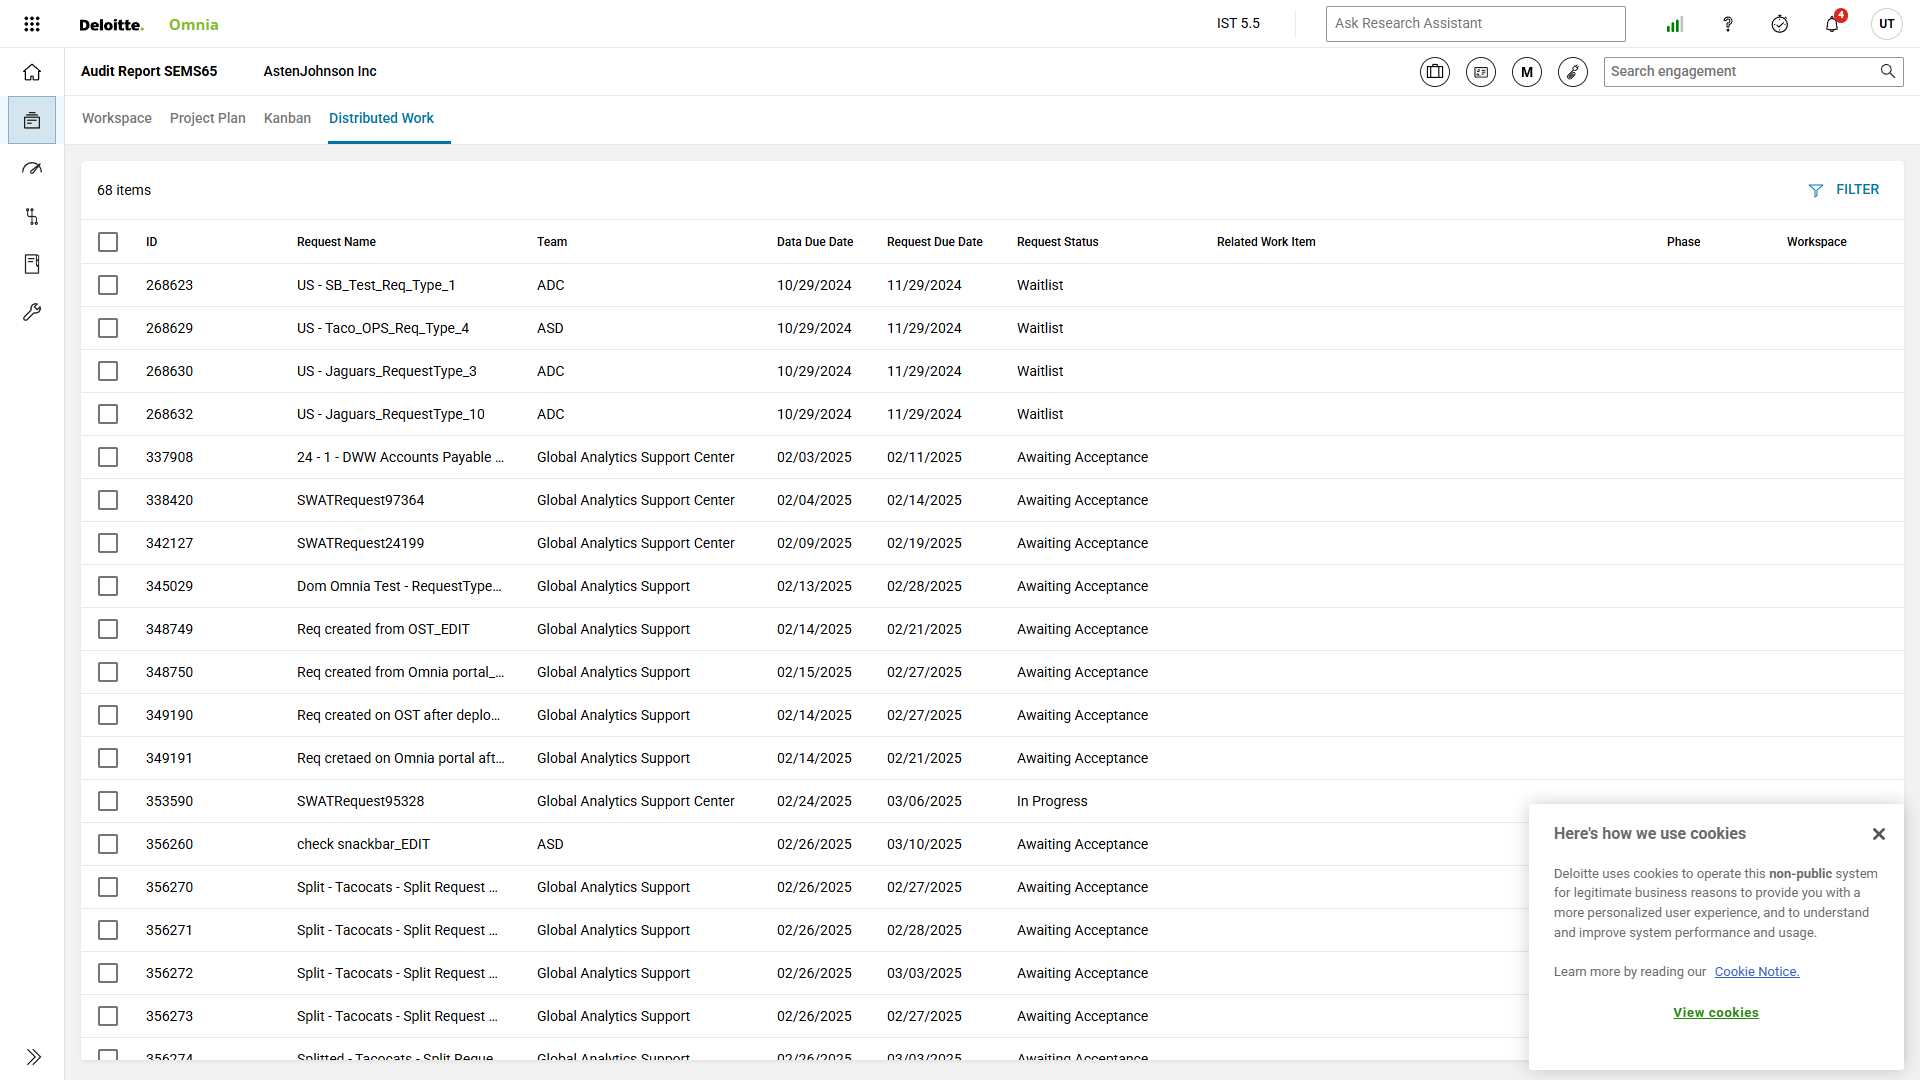 Deloitte. Omnia IST 5.5 Ask Research Assistant 4 UT
Audit Report SEMS65 AstenJohnson Inc M Search engagement
Workspace Project Plan Kanban Distributed Work
68 items FILTER
ID Request Name Team Data Due Date Request Due Date Request Status Related Work Item Phase Workspace
268623 US - SB_Test_Req_Type_1 ADC 10/29/2024 11/29/2024 Waitlist
268629 US - Taco_OPS_Req_Type_4 ASD 10/29/2024 11/29/2024 Waitlist
268630 US - Jaguars_RequestType_3 ADC 10/29/2024 11/29/2024 Waitlist
268632 US - Jaguars_RequestType_10 ADC 10/29/2024 11/29/2024 Waitlist
337908 24 - 1 - DWW Accounts Payable ... Global Analytics Support Center 02/03/2025 02/11/2025 Awaiting Acceptance
338420 SWATRequest97364 Global Analytics Support Center 02/04/2025 02/14/2025 Awaiting Acceptance
342127 SWATRequest24199 Global Analytics Support Center 02/09/2025 02/19/2025 Awaiting Acceptance
345029 Dom Omnia Test - RequestType... Global Analytics Support 02/13/2025 02/28/2025 Awaiting Acceptance
348749 Req created from OST_EDIT Global Analytics Support 02/14/2025 02/21/2025 Awaiting Acceptance
348750 Req created from Omnia portal_... Global Analytics Support 02/15/2025 02/27/2025 Awaiting Acceptance
349190 Req created on OST after deplo... Global Analytics Support 02/14/2025 02/27/2025 Awaiting Acceptance
349191 Req cretaed on Omnia portal aft... Global Analytics Support 02/14/2025 02/21/2025 Awaiting Acceptance
353590 SWATRequest95328 Global Analytics Support Center 02/24/2025 03/06/2025 In Progress
356260 check snackbar_EDIT ASD 02/26/2025 03/10/2025 Awaiting Acceptance
356270 Split - Tacocats - Split Request ... Global Analytics Support 02/26/2025 02/27/2025 Awaiting Acceptance
356271 Split - Tacocats - Split Request ... Global Analytics Support 02/26/2025 02/28/2025 Awaiting Acceptance
356272 Split - Tacocats - Split Request ... Global Analytics Support 02/26/2025 03/03/2025 Awaiting Acceptance
356273 Split - Tacocats - Split Request ... Global Analytics Support 02/26/2025 02/27/2025 Awaiting Acceptance
356274 Splitted - Tacocats - Split Reque Global Analytics Support 02/26/2025 03/03/2025 Awaiting Acceptance
Here's how we use cookies
Deloitte uses cookies to operate this non-public system
for legitimate business reasons to provide you with a
more personalized user experience, and to understand
and improve system performance and usage.
Learn more by reading our Cookie Notice.
View cookies